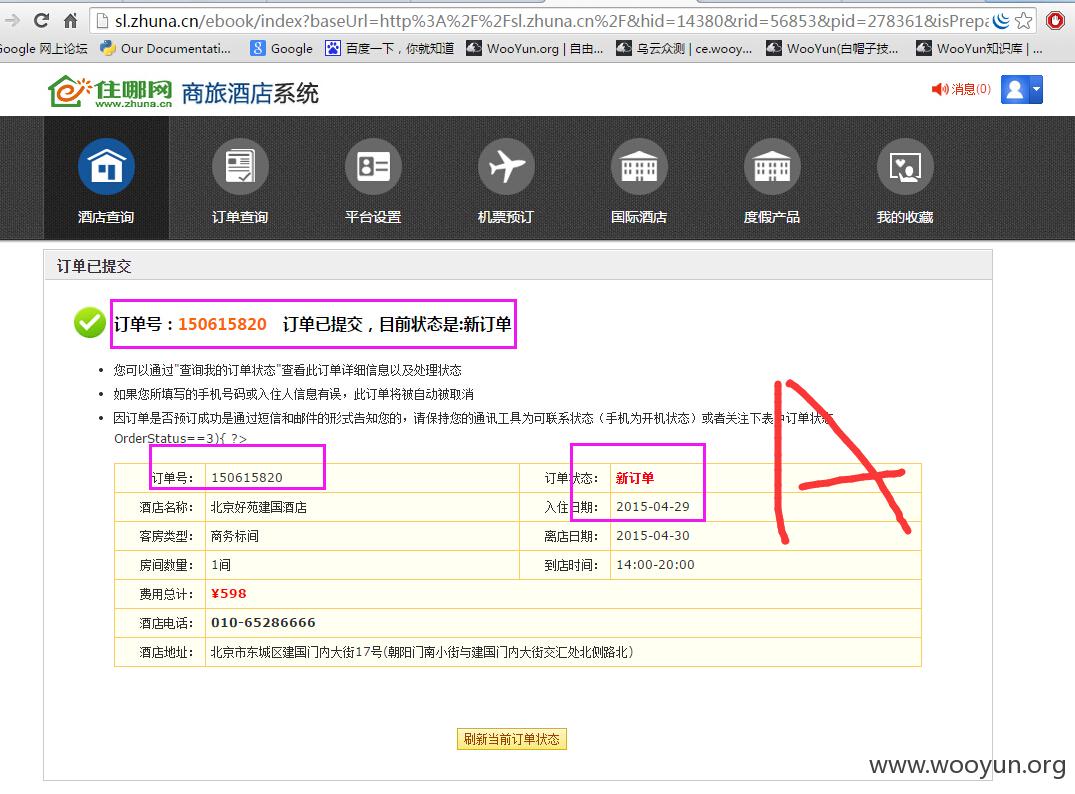 sl.zhuna.cn/ebook/index?baseUrl=http%3A%2F%2Fsl.zhuna.cn%2F&hid=14380&rid=56853&pid=278361&isPrepa
Google 网上论坛 Our Documentati... Google 百度一下，你就知道 WooYun.org | 自由... 乌云众测 | ce.wooy... WooYun(白帽子技... WooYun知识库 | ...
住哪网 商旅酒店系统
www.zhuna.cn
消息(0)
酒店查询 订单查询 平台设置 机票预订 国际酒店 度假产品 我的收藏
订单已提交
订单号：150615820 订单已提交，目前状态是:新订单
• 您可以通过"查询我的订单状态"查看此订单详细信息以及处理状态
• 如果您所填写的手机号码或入住人信息有误，此订单将被自动被取消
• 因订单是否预订成功是通过短信和邮件的形式告知您的，请保持您的通讯工具为可联系状态（手机为开机状态）或者关注下表中订单状态
OrderStatus==3){ ?>
订单号： 150615820 订单状态： 新订单
酒店名称： 北京好苑建国酒店 入住日期： 2015-04-29
客房类型： 商务标间 离店日期： 2015-04-30
房间数量： 1间 到店时间： 14:00-20:00
费用总计： ¥598
酒店电话： 010-65286666
酒店地址： 北京市东城区建国门内大街17号(朝阳门南小街与建国门内大街交汇处北侧路北)
A
刷新当前订单状态
www.wooyun.org